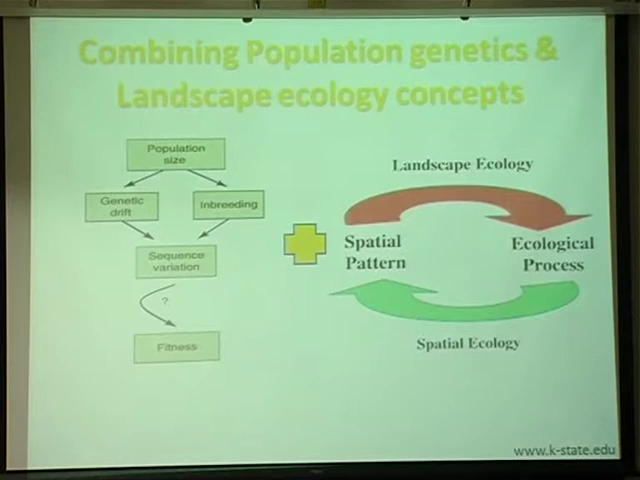 Combining Population genetics &
Landscape ecology concepts
Population
size
Genetic
drift
Inbreeding
Sequence
variation
?
Fitness
Landscape Ecology
Spatial
Pattern
Ecological
Process
Spatial Ecology
www.k-state.edu